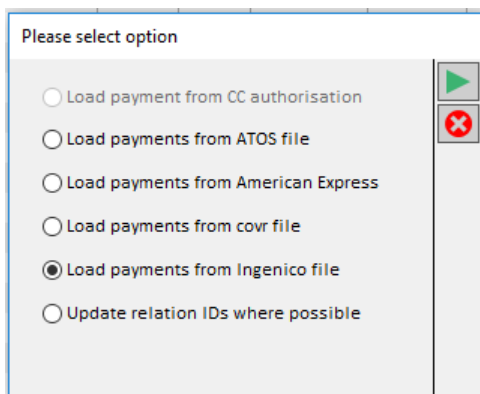 Please select option
Load payment from CC authorisation
Load payments from ATOS file
Load payments from American Express
Load payments from covr file
Load payments from Ingenico file
Update relation IDs where possible